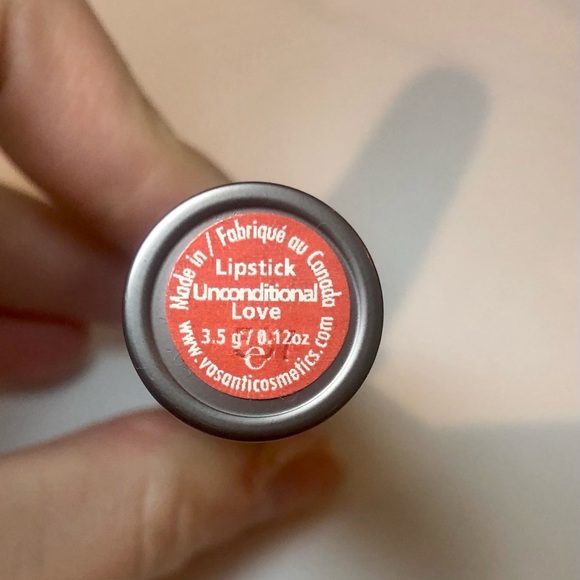 Made in / Fabriqué au Canada
Lipstick
Unconditional
Love
3.5 g / 0.12oz
e
www.vasanticosmetics.com